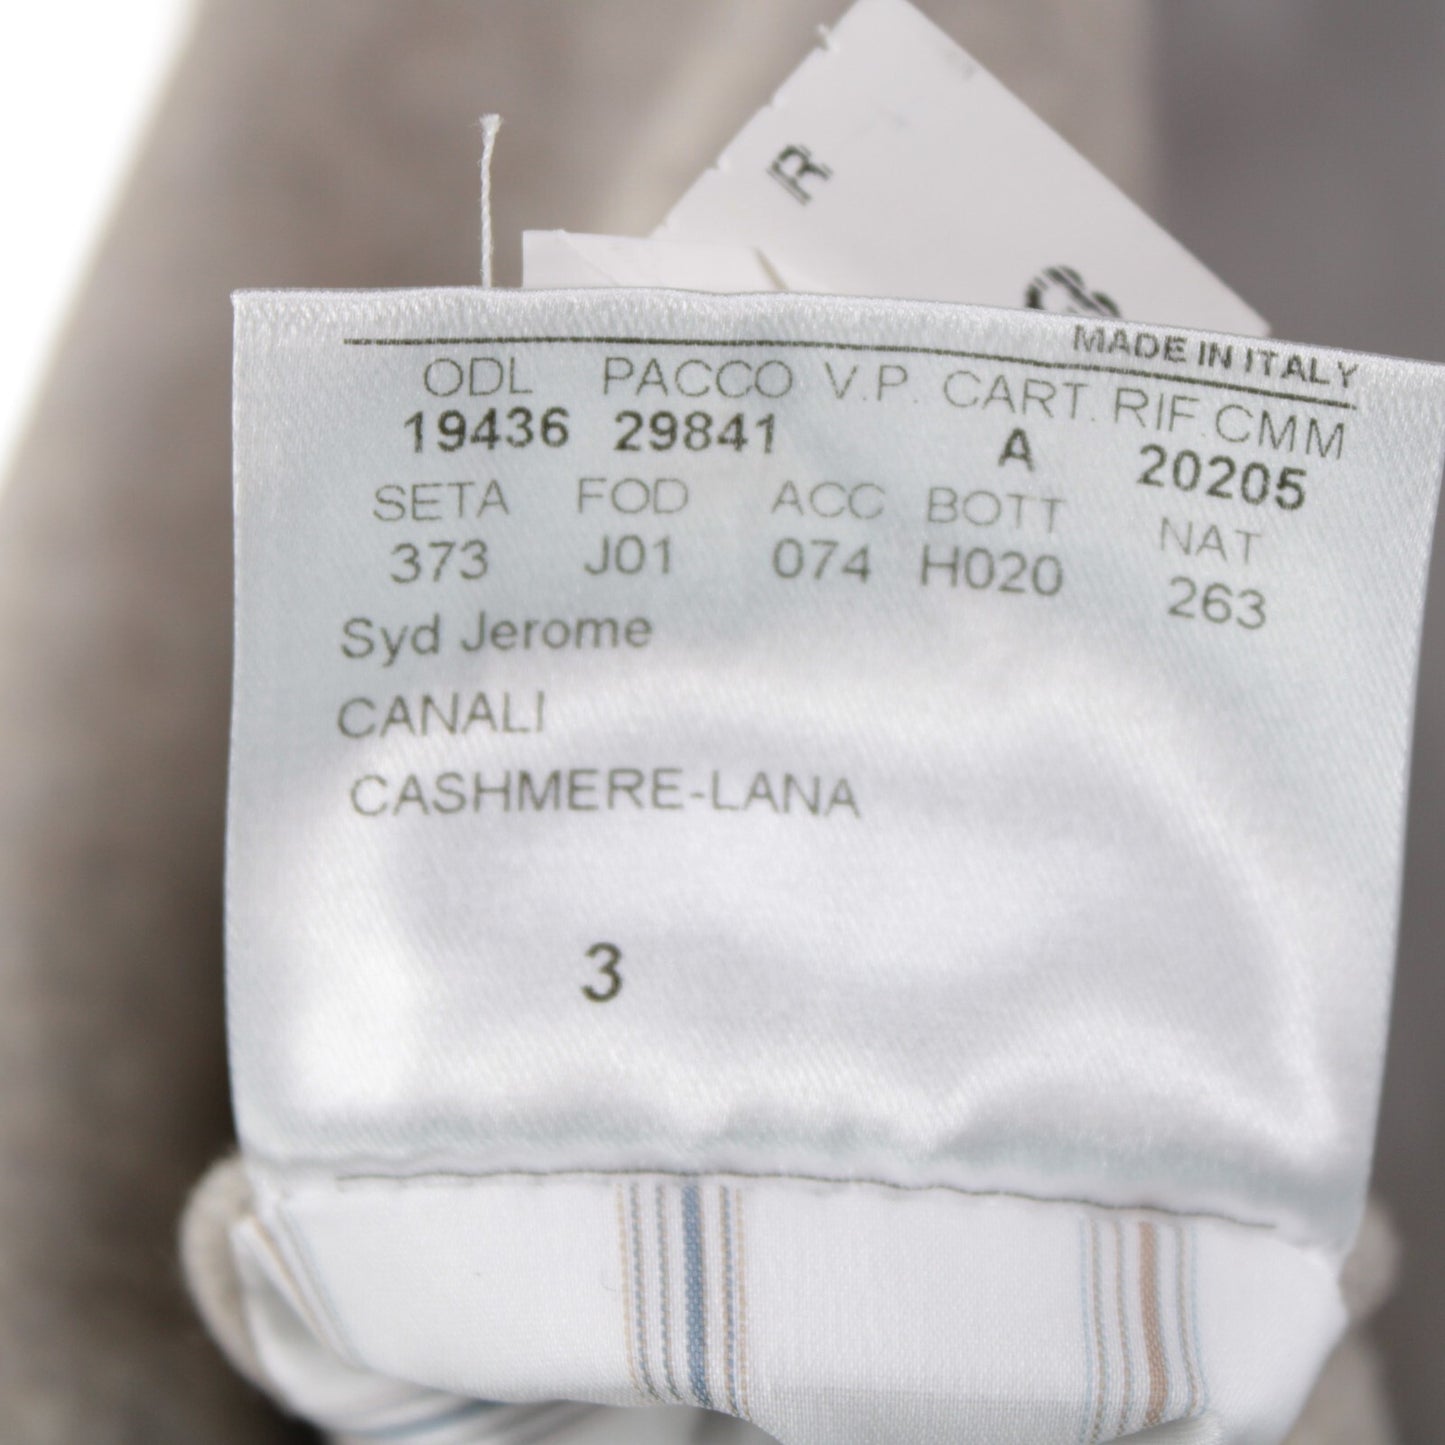 R
MADE IN ITALY
ODL PACCO V.P. CART. RIF.CMM
19436 29841 A 20205
SETA FOD ACC BOTT NAT
373 J01 074 H020 263
Syd Jerome
CANALI
CASHMERE-LANA
3